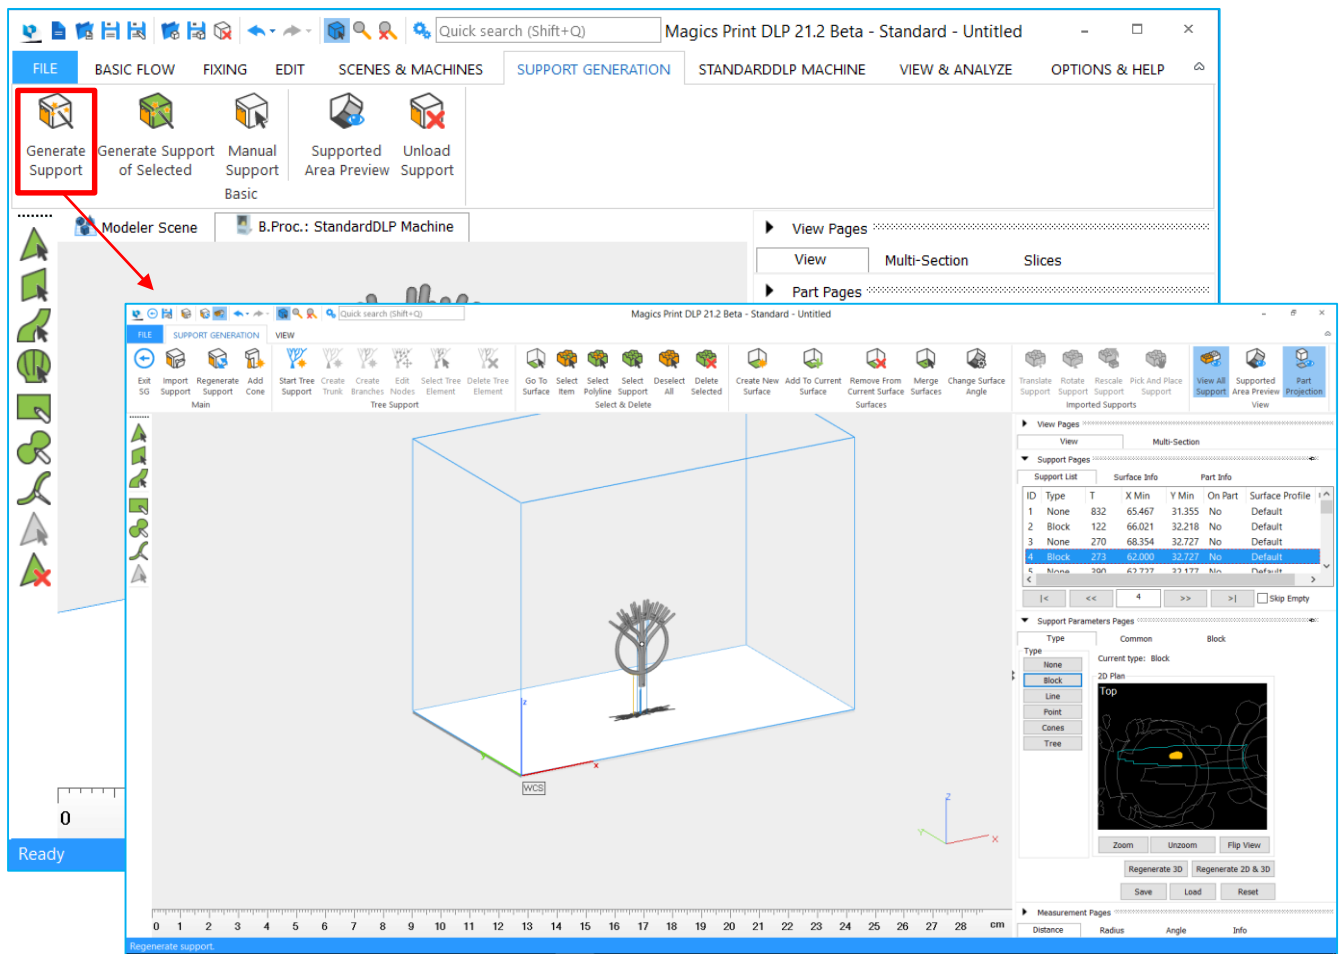 Quick search (Shift+Q)
Magics Print DLP 21.2 Beta - Standard - Untitled
FILE BASIC FLOW FIXING EDIT SCENES & MACHINES SUPPORT GENERATION STANDARDDLP MACHINE VIEW & ANALYZE OPTIONS & HELP
Generate Generate Support Manual Supported Unload
Support of Selected Support Area Preview Support
Basic
Modeler Scene B.Proc.: StandardDLP Machine
View Pages
View Multi-Section Slices
Part Pages
Quick search (Shift+Q)
Magics Print DLP 21.2 Beta - Standard - Untitled
FILE SUPPORT GENERATION VIEW
Exit Import Regenerate Add Start Tree Create Create Edit Select Tree Delete Tree Go To Select Select Select Deselect Delete Create New Add To Current Remove From Merge Change Surface Translate Rotate Rescale Pick And Place View All Supported Part
SG Support Support Cone Support Trunk Branches Nodes Element Element Surface Item Polyline Support All Selected Surface Surface Current Surface Surfaces Angle Support Support Support Support Support Area Preview Projection
Main Tree Support Select & Delete Surfaces Imported Supports View
View Pages
View Multi-Section
Support Pages
Support List Surface Info Part Info
ID Type T X Min Y Min On Part Surface Profile
1 None 832 65.467 31.355 No Default
2 Block 122 66.021 32.218 No Default
3 None 270 68.354 32.727 No Default
4 Block 273 62.000 32.727 No Default
5 None 390 62.727 32.177 No Default
|< << 4 >> >| Skip Empty
Support Parameters Pages
Type Common Block
Type
None
Block
Line
Point
Cones
Tree
Current type: Block
2D Plan
Top
Zoom Unzoom Flip View
Regenerate 3D Regenerate 2D & 3D
Save Load Reset
Measurement Pages
Distance Radius Angle Info
z
y
x
WCS
Z
Y
X
0
0 1 2 3 4 5 6 7 8 9 10 11 12 13 14 15 16 17 18 19 20 21 22 23 24 25 26 27 28 cm
Ready
Regenerate support.